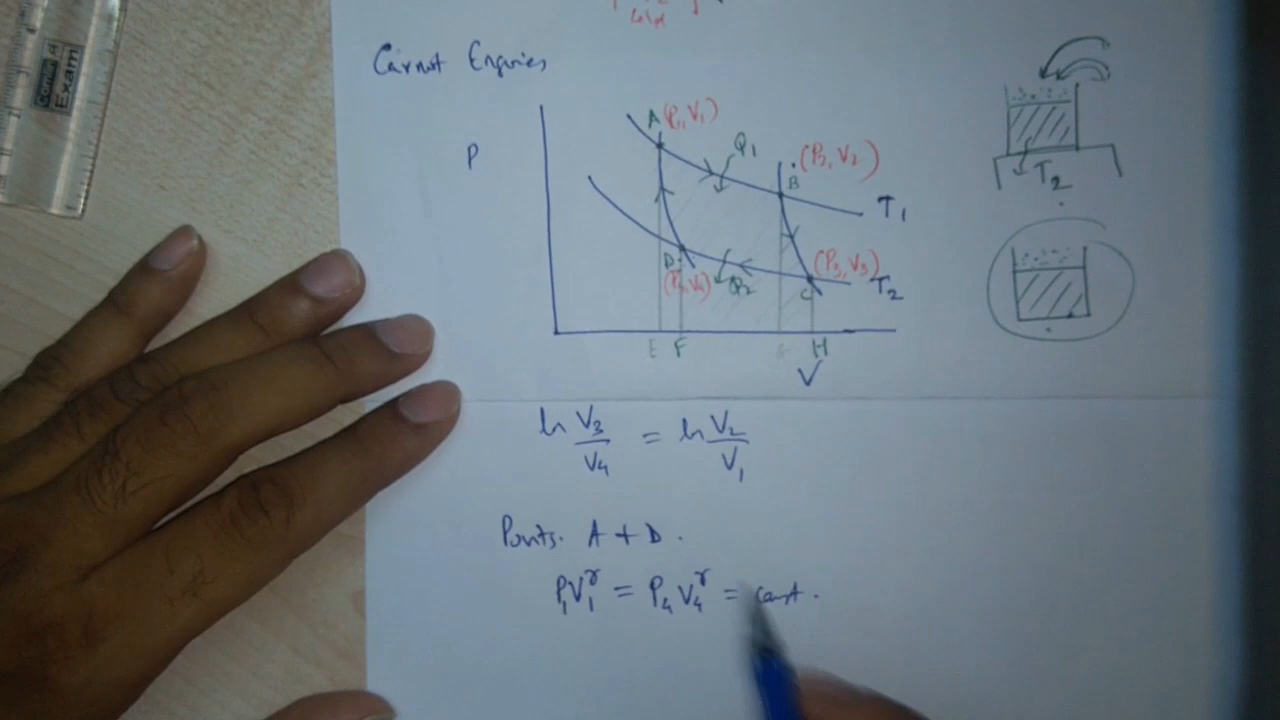 Exam
Carnot Engines
P
A (P₁, V₁)
Q₁
(P₂, V₂)
B
T₁
T₂
D
(P₄, V₄)
Q₂
(P₃, V₃)
C
T₂
E F G H
V
ln V₃/V₄ = ln V₂/V₁
Points. A + D.
P₁V₁^γ = P₄V₄^γ = const.